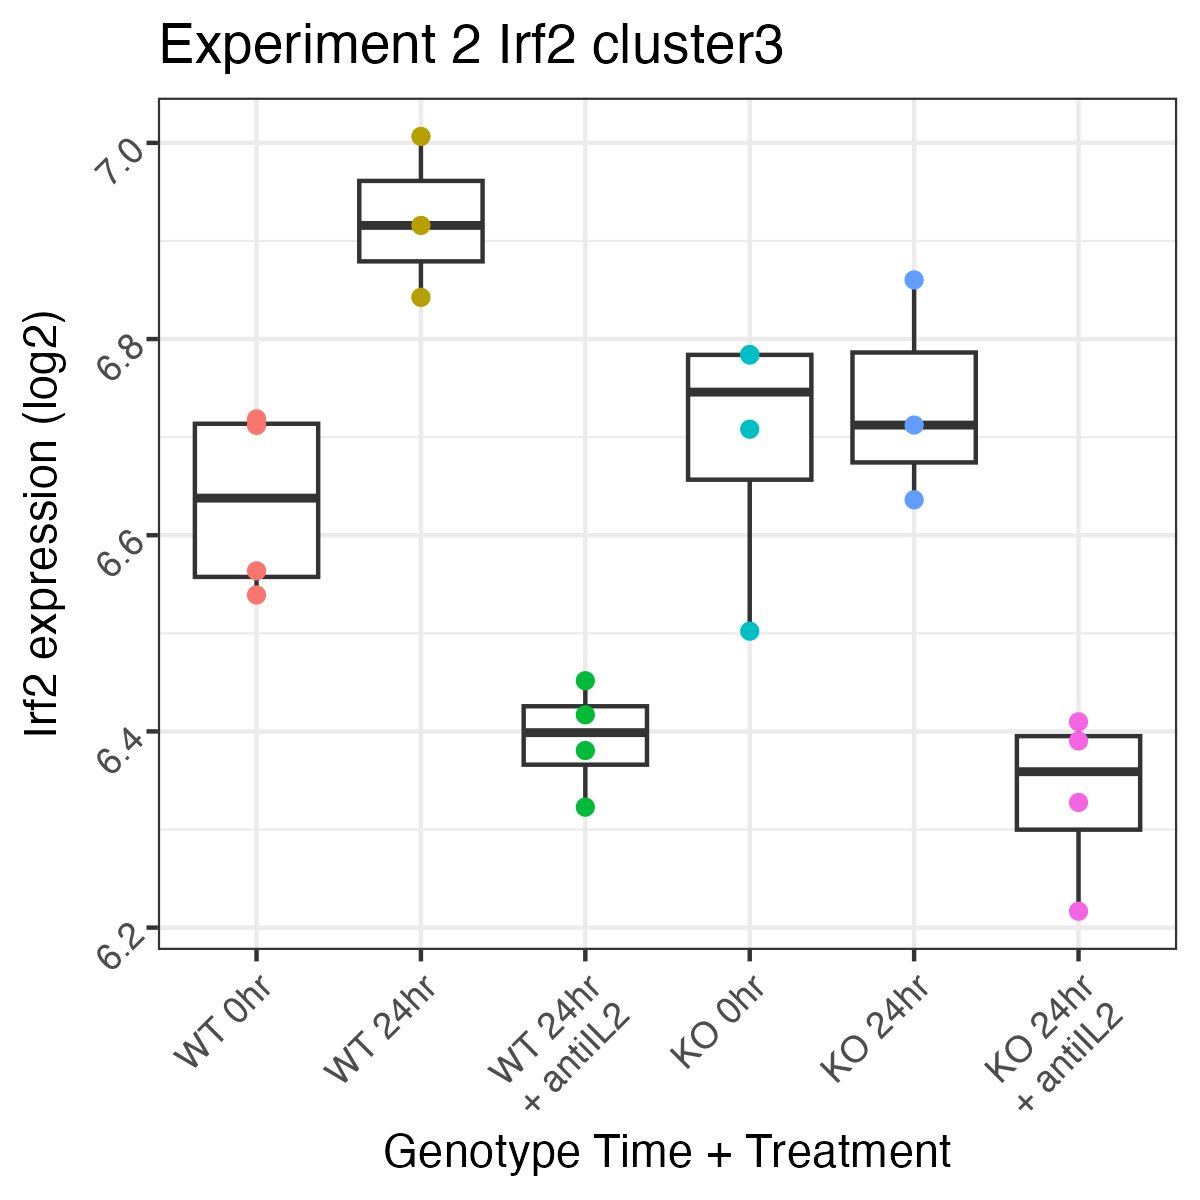 Experiment 2 Irf2 cluster3
Irf2 expression (log2)
7.0
6.8
6.6
6.4
6.2
WT 0hr
WT 24hr
WT 24hr
+ antiIL2
KO 0hr
KO 24hr
KO 24hr
+ antiIL2
Genotype Time + Treatment